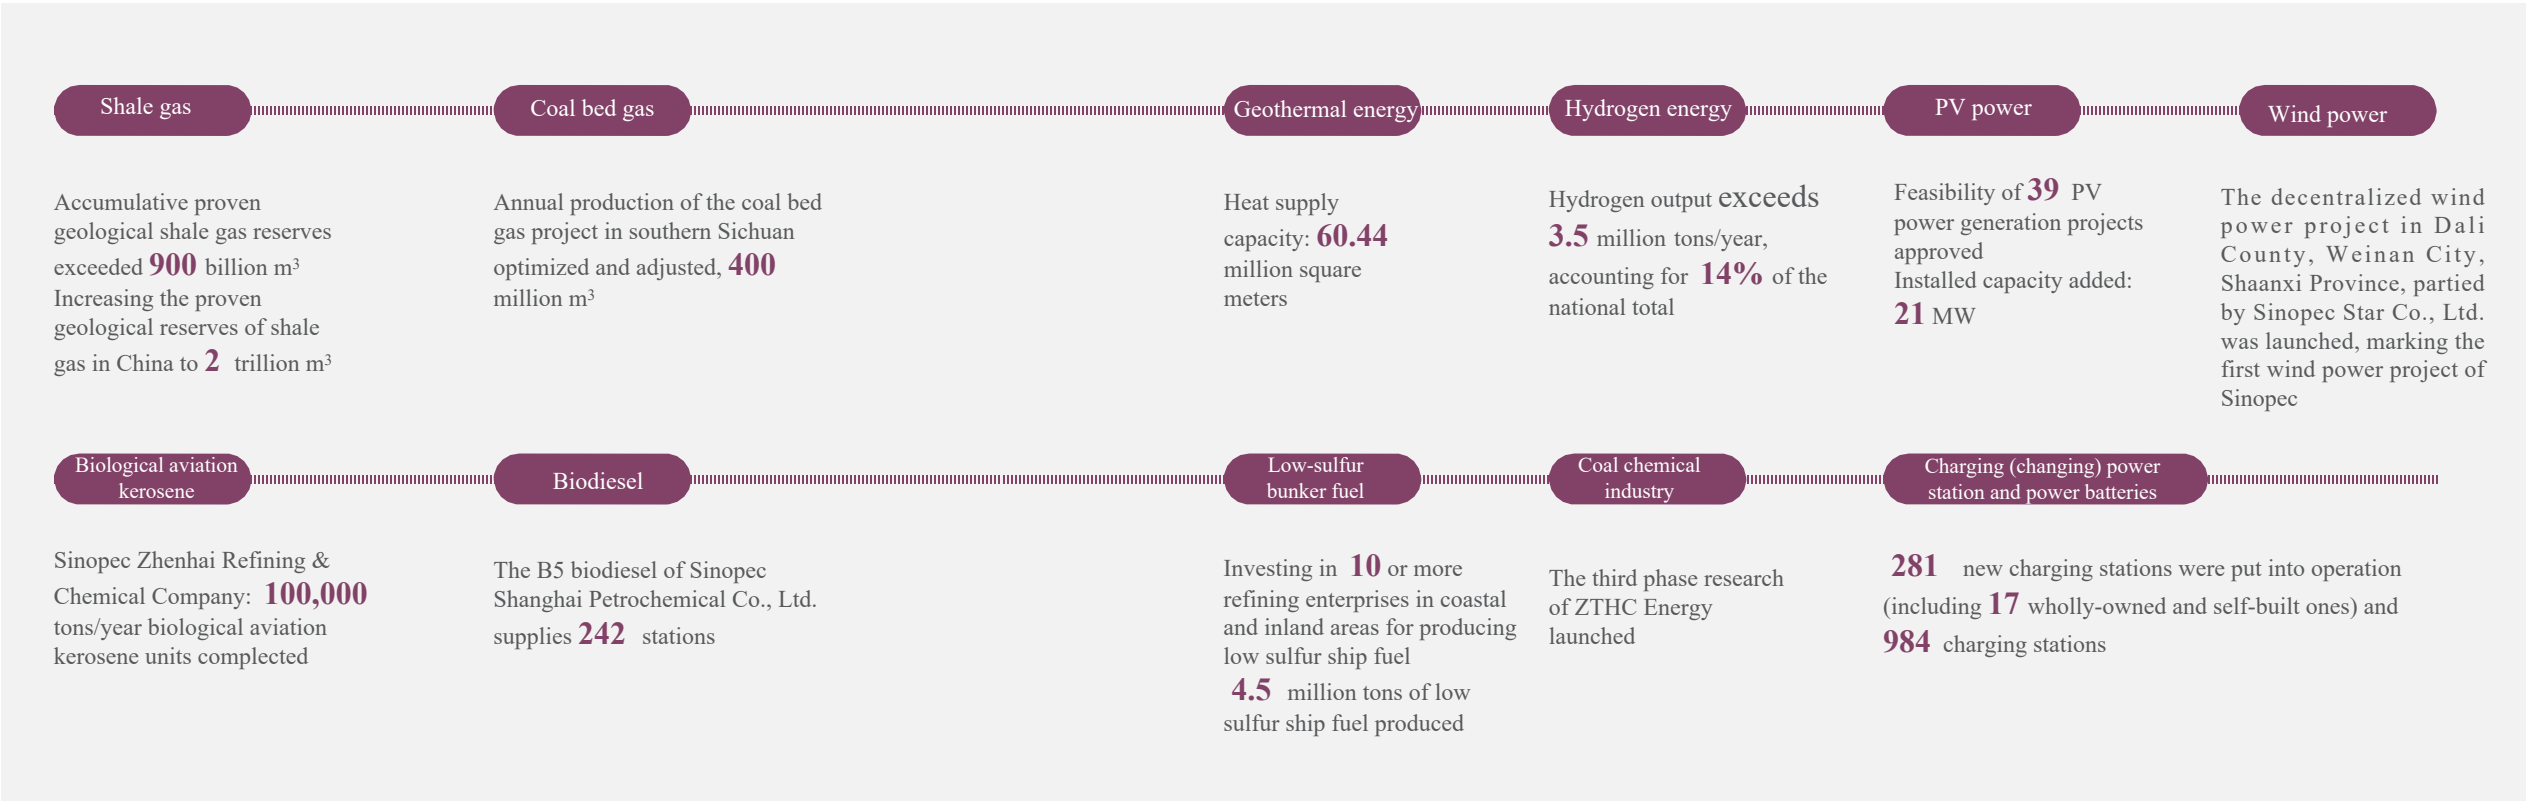 Shale gas
Accumulative proven
geological shale gas reserves
exceeded 900 billion m³
Increasing the proven
geological reserves of shale
gas in China to 2 trillion m³
Coal bed gas
Annual production of the coal bed
gas project in southern Sichuan
optimized and adjusted, 400
million m³
Geothermal energy
Heat supply
capacity: 60.44
million square
meters
Hydrogen energy
Hydrogen output exceeds
3.5 million tons/year,
accounting for 14% of the
national total
PV power
Feasibility of 39 PV
power generation projects
approved
Installed capacity added:
21 MW
Wind power
The decentralized wind
power project in Dali
County, Weinan City,
Shaanxi Province, partied
by Sinopec Star Co., Ltd.
was launched, marking the
first wind power project of
Sinopec
Biological aviation
kerosene
Sinopec Zhenhai Refining &
Chemical Company: 100,000
tons/year biological aviation
kerosene units complected
Biodiesel
The B5 biodiesel of Sinopec
Shanghai Petrochemical Co., Ltd.
supplies 242 stations
Low-sulfur
bunker fuel
Investing in 10 or more
refining enterprises in coastal
and inland areas for producing
low sulfur ship fuel
4.5 million tons of low
sulfur ship fuel produced
Coal chemical
industry
The third phase research
of ZTHC Energy
launched
Charging (changing) power
station and power batteries
281 new charging stations were put into operation
(including 17 wholly-owned and self-built ones) and
984 charging stations